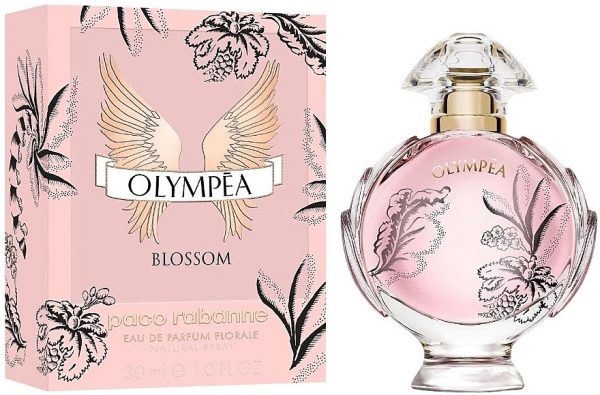 OLYMPĒA
BLOSSOM
paco rabanne
EAU DE PARFUM FLORALE
NATURAL SPRAY
30 ml ℮ 1.0 FL OZ
OLYMPĒA